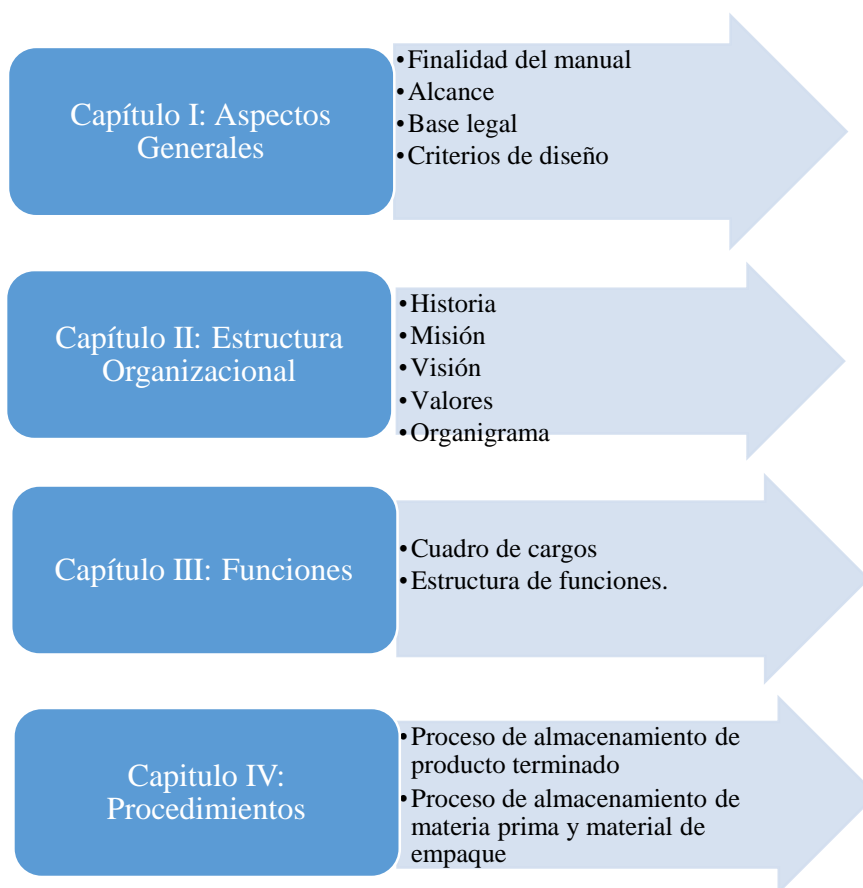 Capítulo I: Aspectos
Generales
•Finalidad del manual
•Alcance
•Base legal
•Criterios de diseño
Capítulo II: Estructura
Organizacional
•Historia
•Misión
•Visión
•Valores
•Organigrama
Capítulo III: Funciones
•Cuadro de cargos
•Estructura de funciones.
Capitulo IV:
Procedimientos
•Proceso de almacenamiento de
producto terminado
•Proceso de almacenamiento de
materia prima y material de
empaque